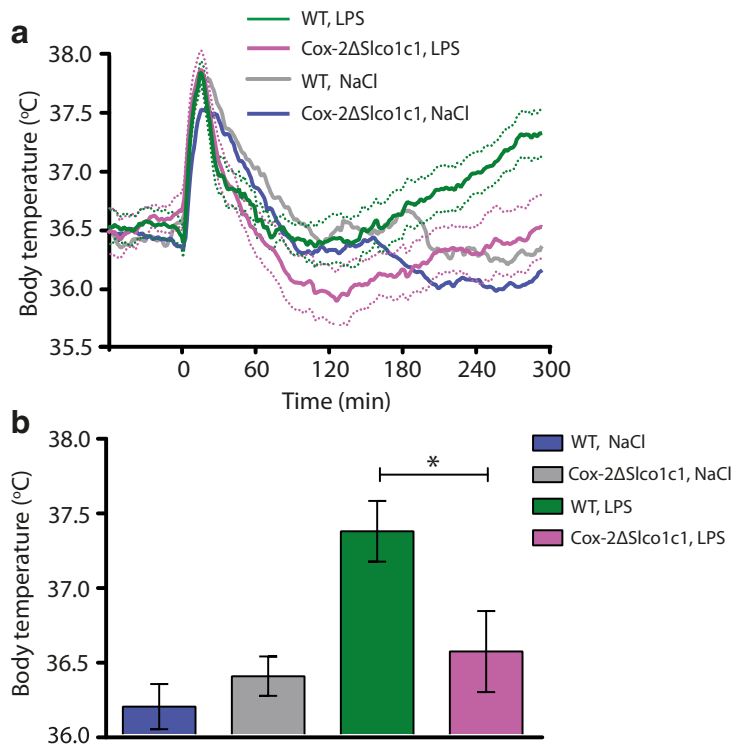 a
WT, LPS
Cox-2ΔSlco1c1, LPS
WT, NaCl
Cox-2ΔSlco1c1, NaCl
Body temperature (ºC)
38.0
37.5
37.0
36.5
36.0
35.5
0 60 120 180 240 300
Time (min)
b
Body temperature (ºC)
38.0
37.5
37.0
36.5
36.0
*
WT, NaCl
Cox-2ΔSlco1c1, NaCl
WT, LPS
Cox-2ΔSlco1c1, LPS